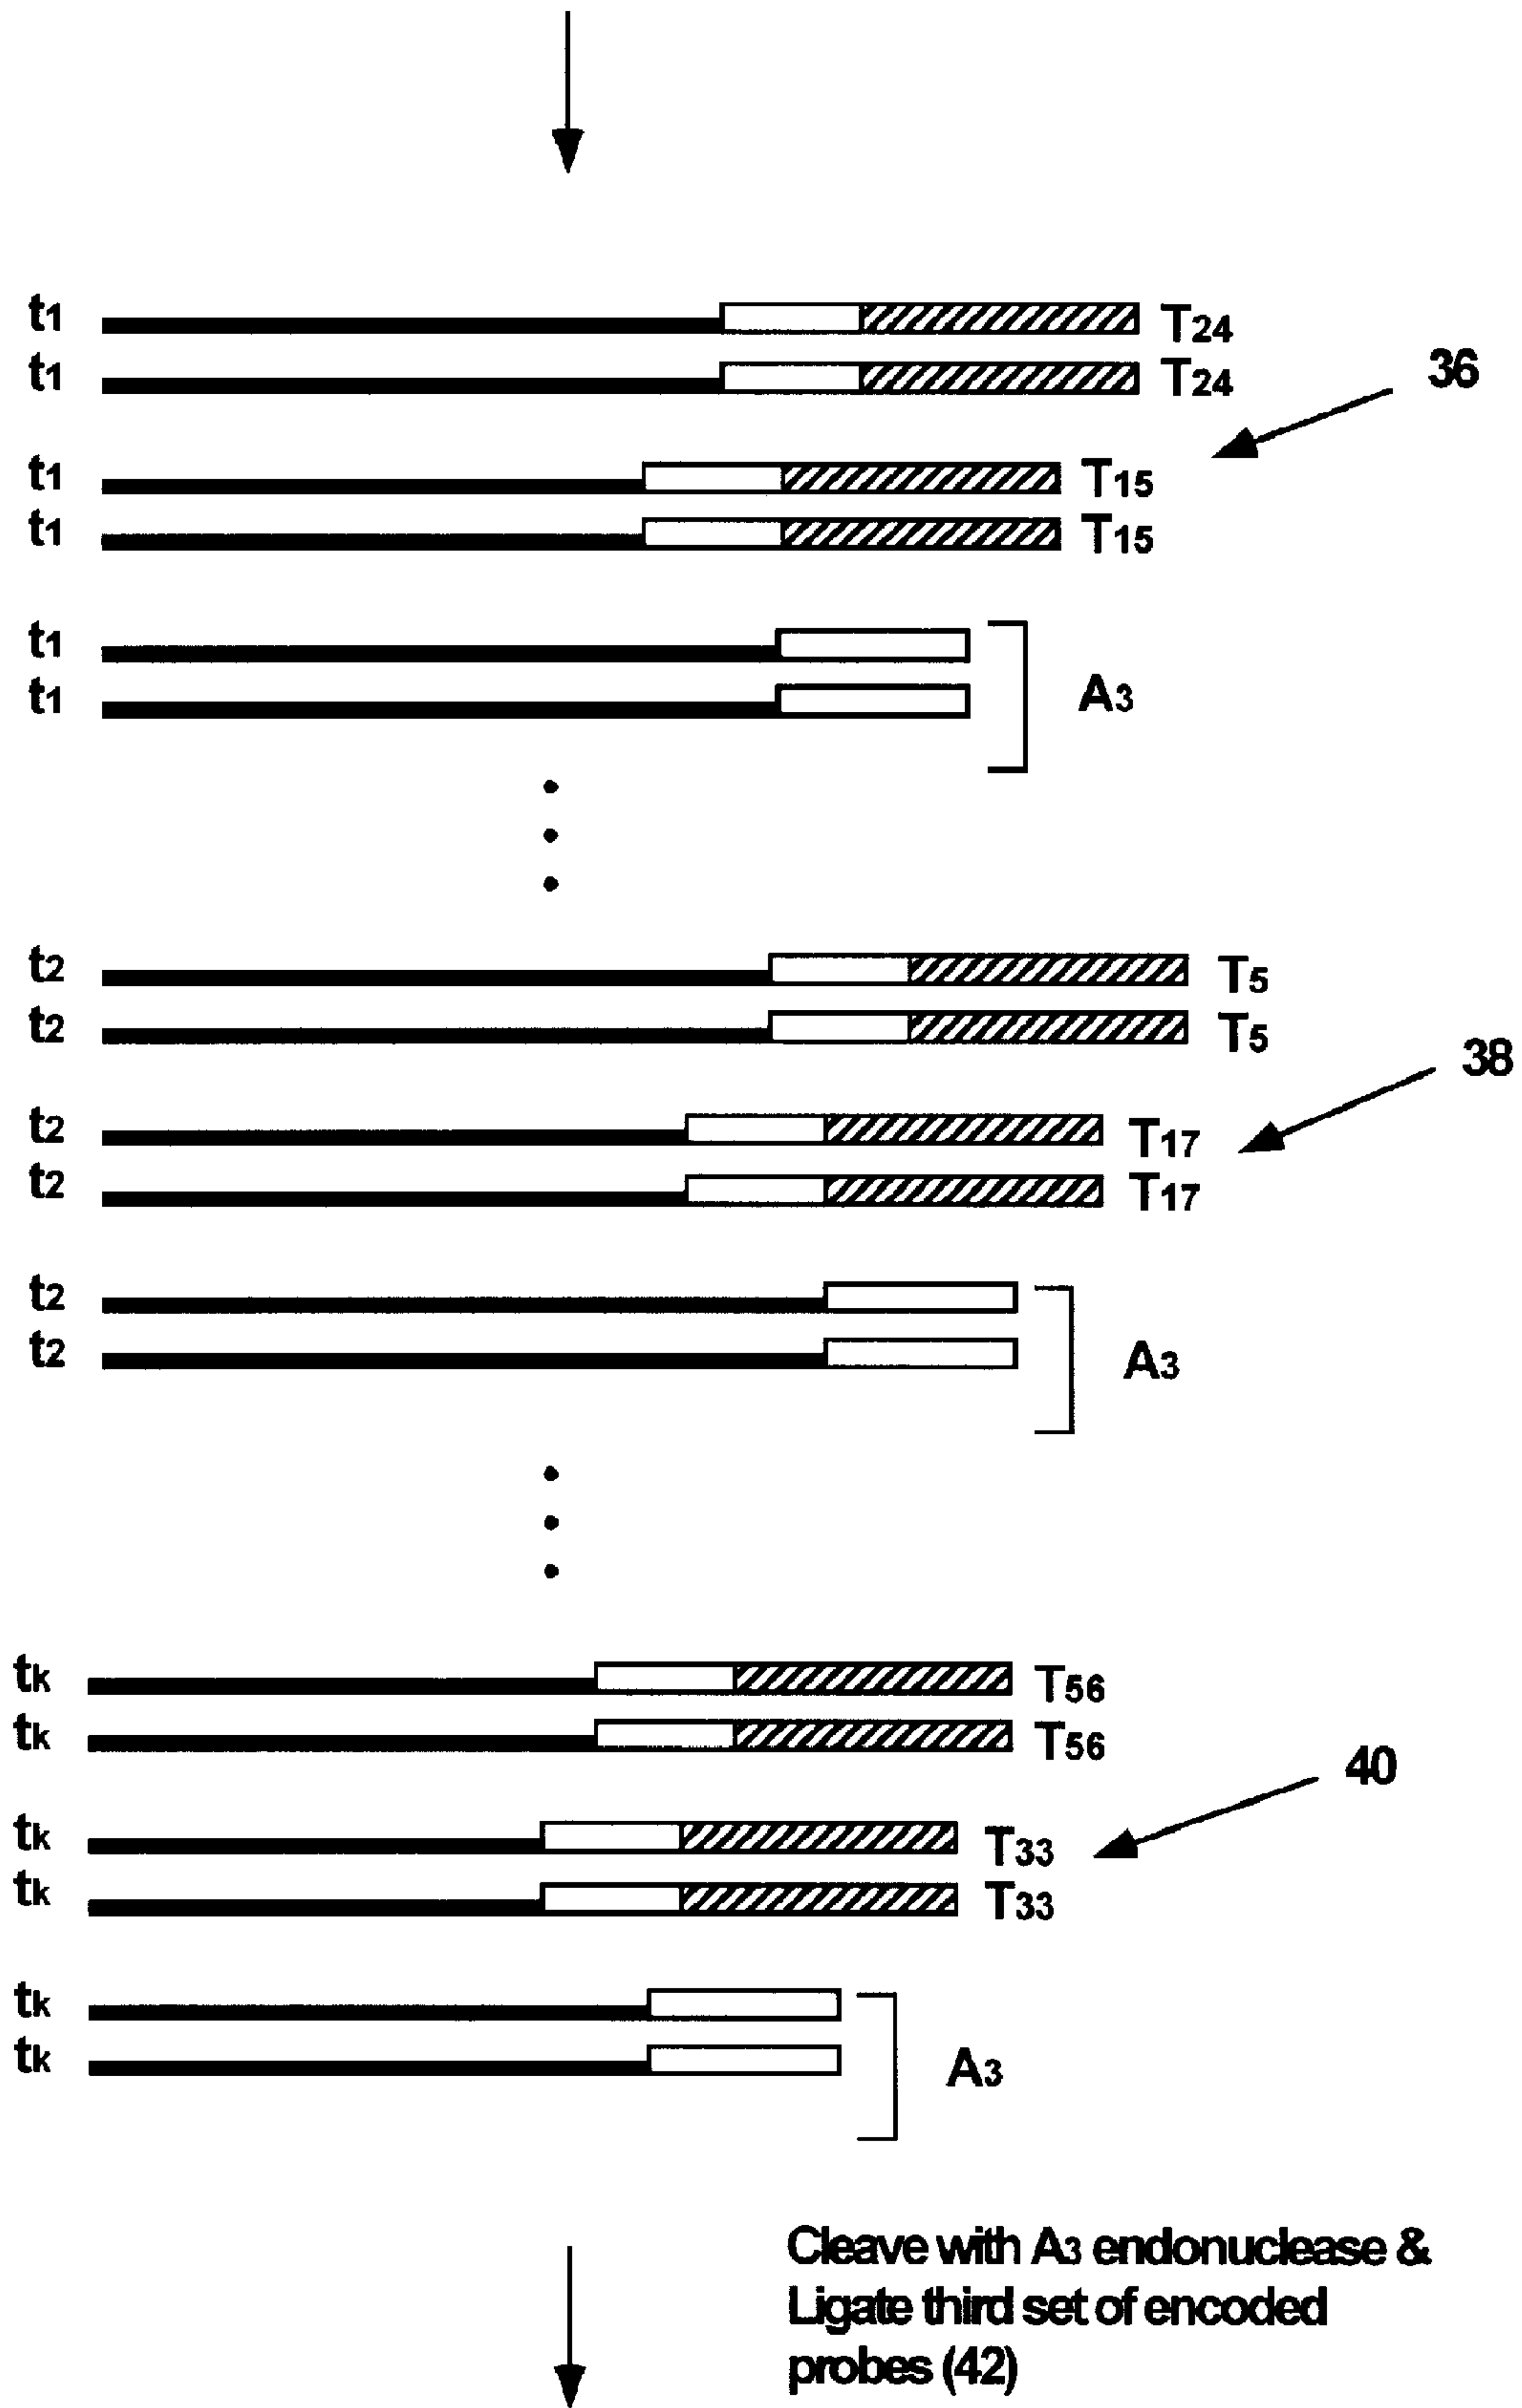 t1 T24
t1 T24
36
t1 T15
t1 T15
t1
t1 A3
t2 T5
t2 T5
38
t2 T17
t2 T17
t2
t2 A3
tk T56
tk T56
40
tk T33
tk T33
tk
tk A3
Cleave with A3 endonuclease &
Ligate third set of encoded
probes (42)